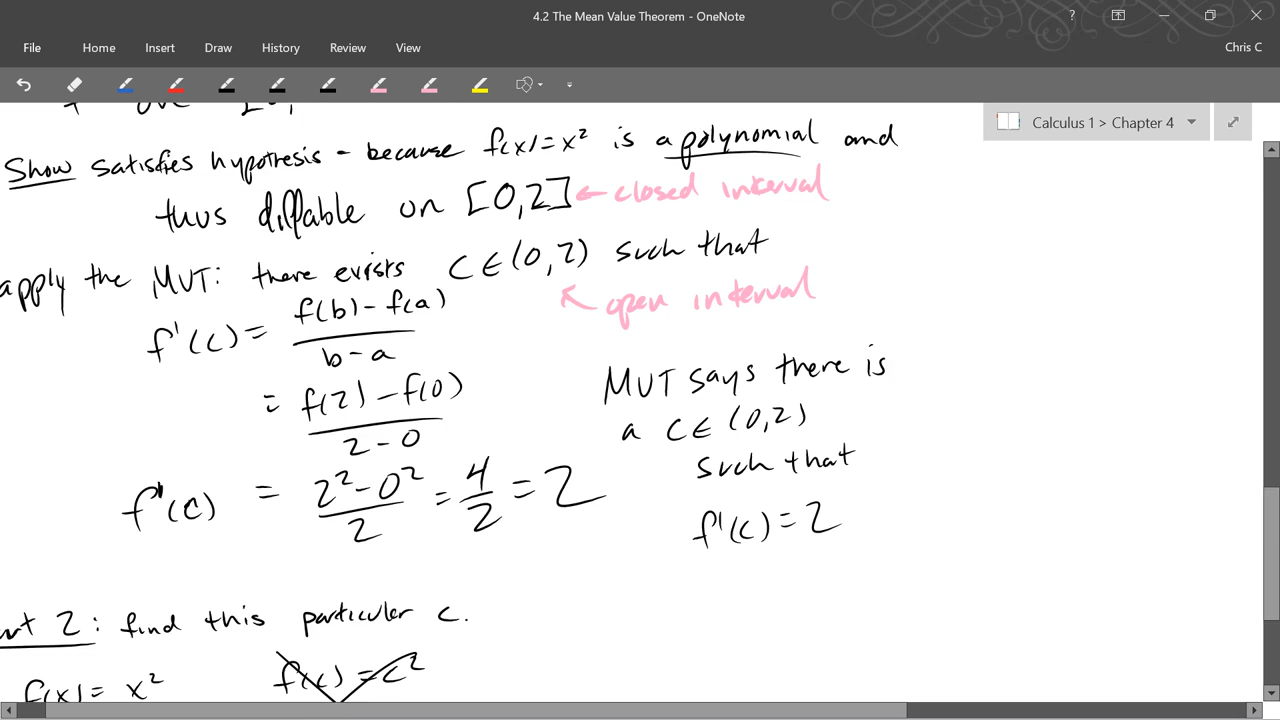 4.2 The Mean Value Theorem - OneNote
File Home Insert Draw History Review View
Chris C
Calculus 1 > Chapter 4
Show satisfies hypothesis - because f(x) = x² is a polynomial and
thus diffable on [0,2] ← closed interval
apply the MVT: there exists c ∈ (0,2) such that
↖ open interval
f'(c) = f(b) - f(a) / b - a
= f(2) - f(0) / 2 - 0
f'(c) = 2² - 0² / 2 = 4/2 = 2
MVT says there is
a c ∈ (0,2)
such that
f'(c) = 2
2: find this particular c.
f(x) = x² f(c) = c²